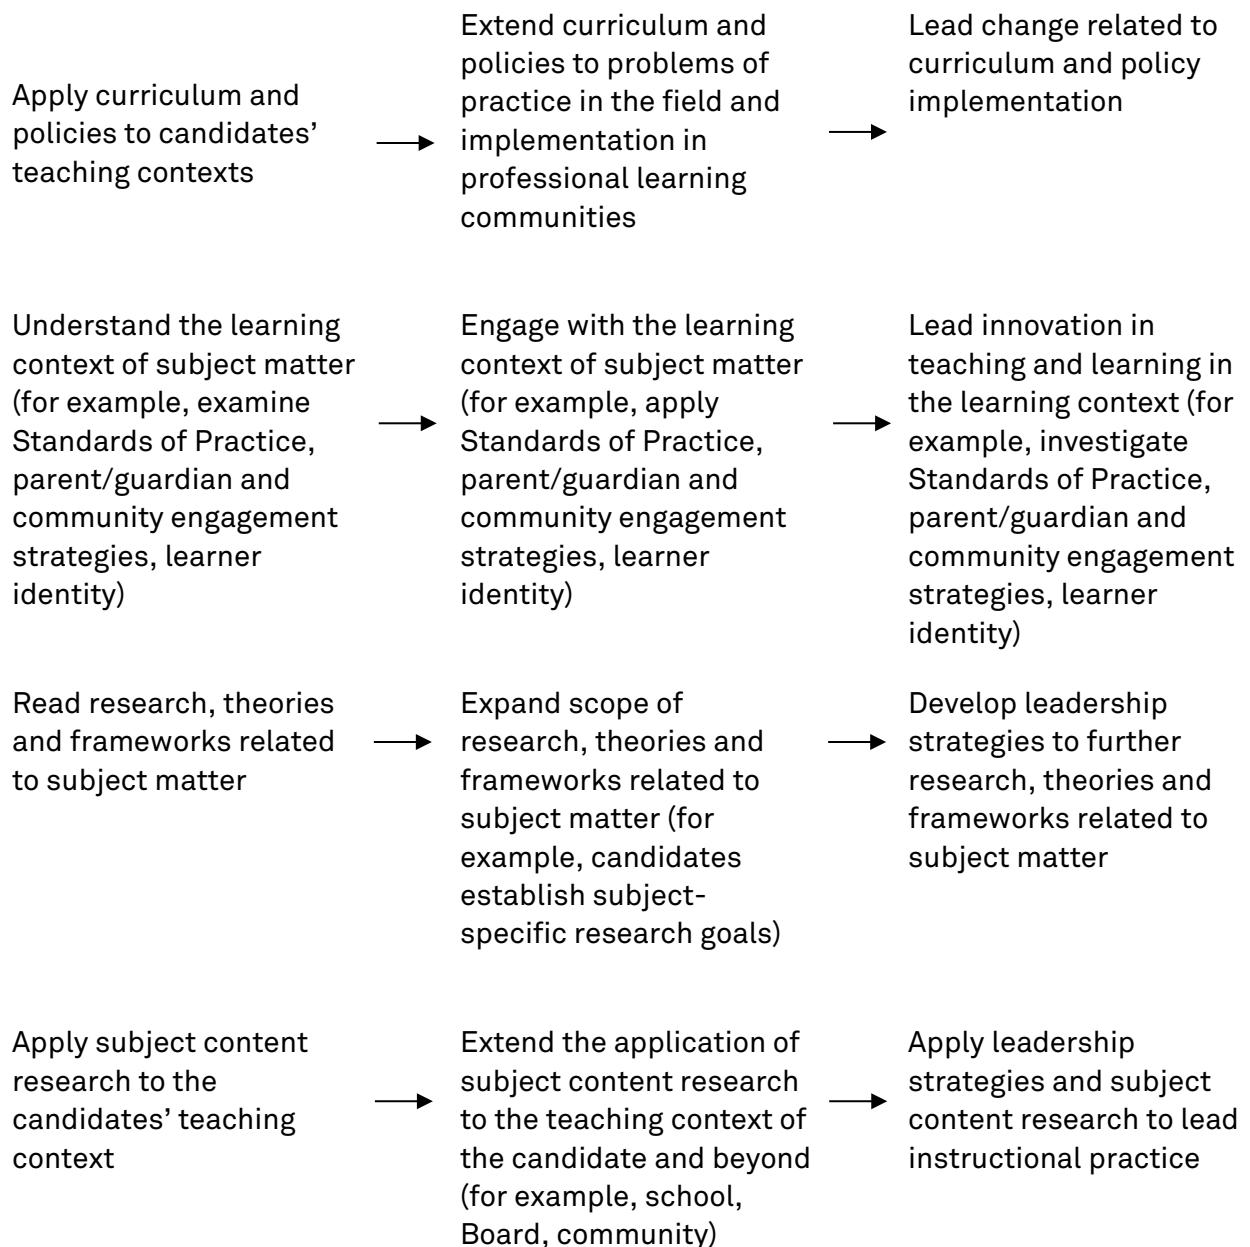 Apply curriculum and
policies to candidates’
teaching contexts
Extend curriculum and
policies to problems of
practice in the field and
implementation in
professional learning
communities
Lead change related to
curriculum and policy
implementation
Understand the learning
context of subject matter
(for example, examine
Standards of Practice,
parent/guardian and
community engagement
strategies, learner
identity)
Engage with the learning
context of subject matter
(for example, apply
Standards of Practice,
parent/guardian and
community engagement
strategies, learner
identity)
Lead innovation in
teaching and learning in
the learning context (for
example, investigate
Standards of Practice,
parent/guardian and
community engagement
strategies, learner
identity)
Read research, theories
and frameworks related
to subject matter
Expand scope of
research, theories and
frameworks related to
subject matter (for
example, candidates
establish subject-
specific research goals)
Develop leadership
strategies to further
research, theories and
frameworks related to
subject matter
Apply subject content
research to the
candidates’ teaching
context
Extend the application of
subject content research
to the teaching context of
the candidate and beyond
(for example, school,
Board, community)
Apply leadership
strategies and subject
content research to lead
instructional practice